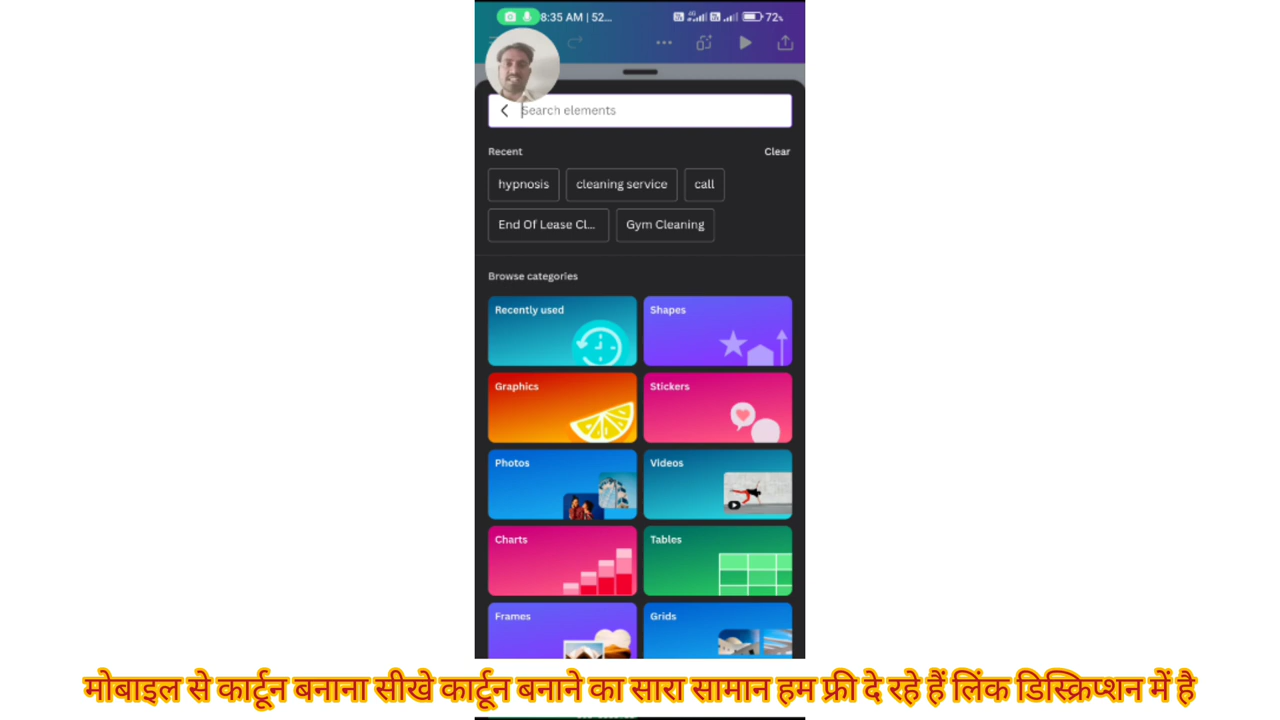 8:35 AM | 52... 72%
Search elements
Recent Clear
hypnosis cleaning service call
End Of Lease Cl... Gym Cleaning
Browse categories
Recently used Shapes
Graphics Stickers
Photos Videos
Charts Tables
Frames Grids
मोबाइल से कार्टून बनाना सीखे कार्टून बनाने का सारा सामान हम फ्री दे रहे हैं लिंक डिस्क्रिप्शन में है